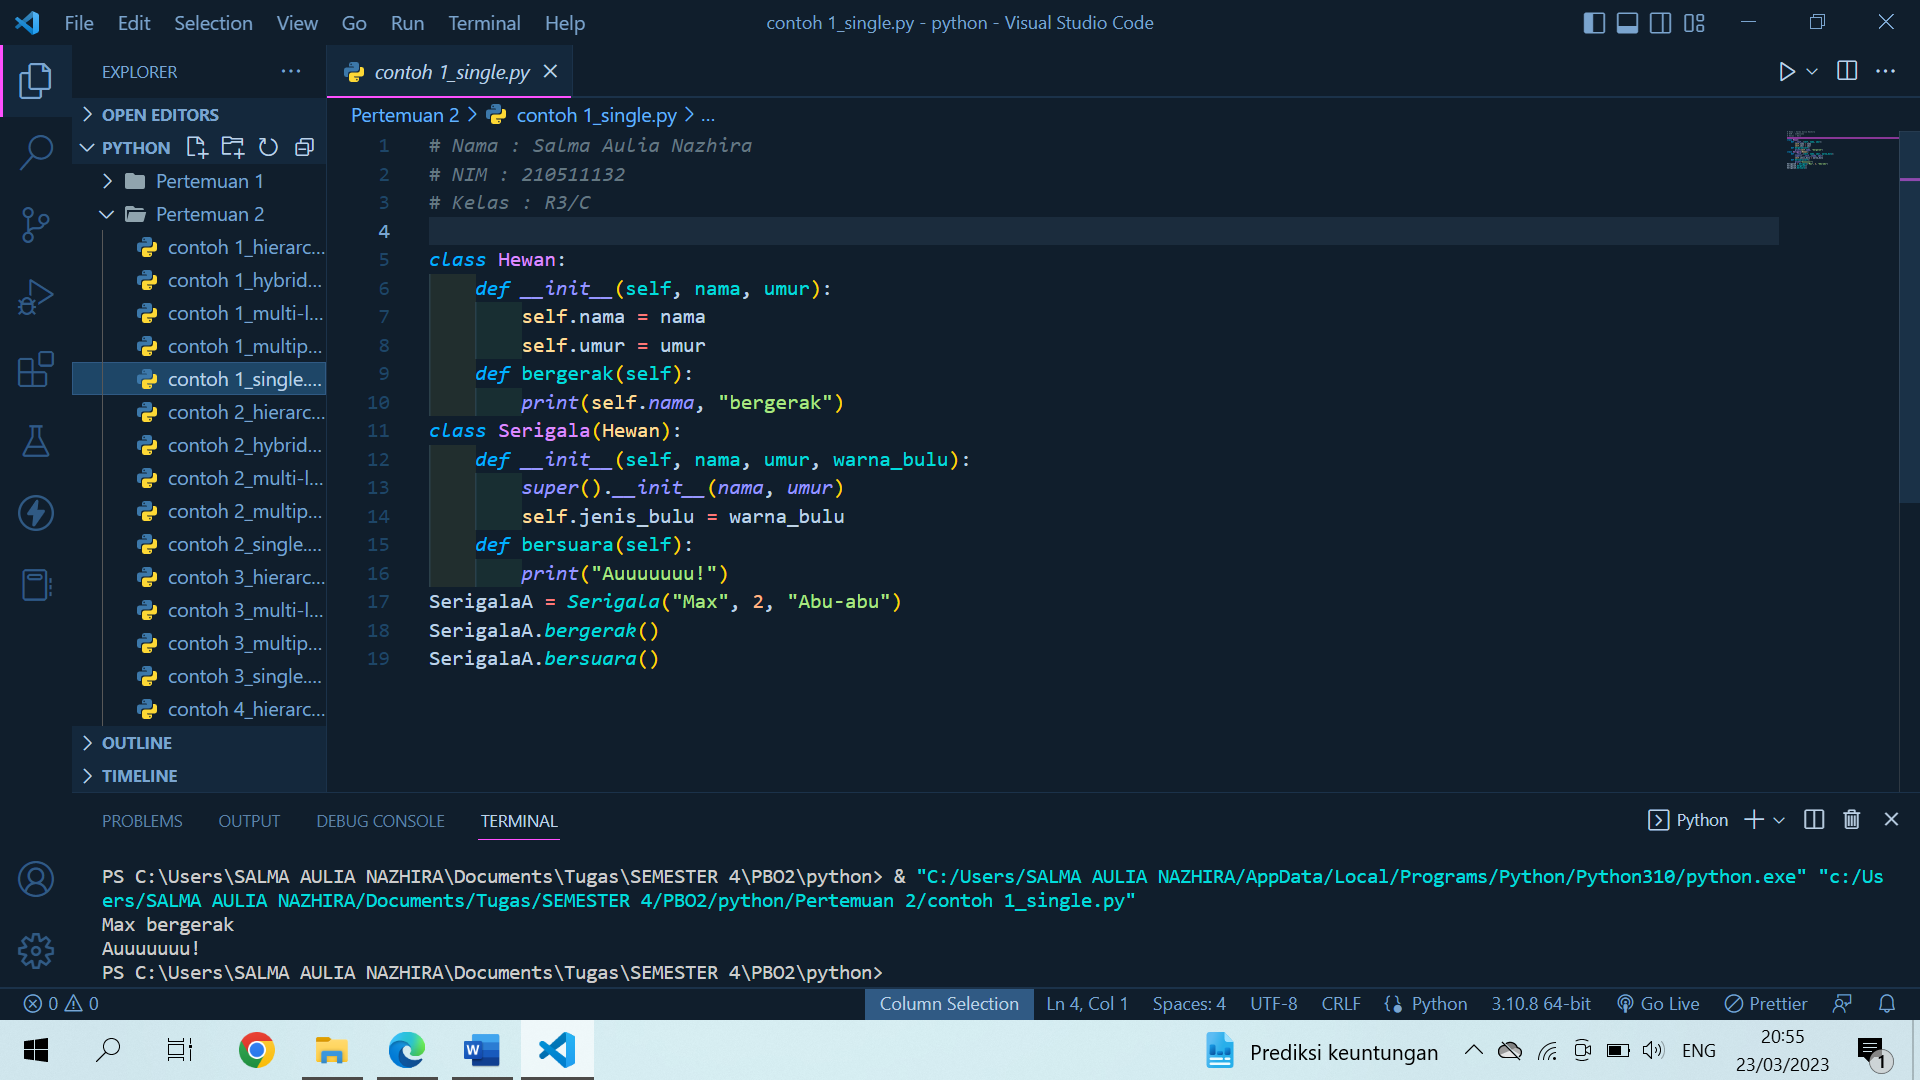 File Edit Selection View Go Run Terminal Help
contoh 1_single.py - python - Visual Studio Code
EXPLORER
contoh 1_single.py
OPEN EDITORS
Pertemuan 2 > contoh 1_single.py > ...
PYTHON
Pertemuan 1
Pertemuan 2
contoh 1_hierarc...
contoh 1_hybrid...
contoh 1_multi-l...
contoh 1_multip...
contoh 1_single....
contoh 2_hierarc...
contoh 2_hybrid...
contoh 2_multi-l...
contoh 2_multip...
contoh 2_single....
contoh 3_hierarc...
contoh 3_multi-l...
contoh 3_multip...
contoh 3_single....
contoh 4_hierarc...
OUTLINE
TIMELINE
1 # Nama : Salma Aulia Nazhira
2 # NIM : 210511132
3 # Kelas : R3/C
4
5 class Hewan:
6     def __init__(self, nama, umur):
7         self.nama = nama
8         self.umur = umur
9     def bergerak(self):
10         print(self.nama, "bergerak")
11 class Serigala(Hewan):
12     def __init__(self, nama, umur, warna_bulu):
13         super().__init__(nama, umur)
14         self.jenis_bulu = warna_bulu
15     def bersuara(self):
16         print("Auuuuuuu!")
17 SerigalaA = Serigala("Max", 2, "Abu-abu")
18 SerigalaA.bergerak()
19 SerigalaA.bersuara()
PROBLEMS OUTPUT DEBUG CONSOLE TERMINAL
Python
PS C:\Users\SALMA AULIA NAZHIRA\Documents\Tugas\SEMESTER 4\PBO2\python> & "C:/Users/SALMA AULIA NAZHIRA/AppData/Local/Programs/Python/Python310/python.exe" "c:/Us
ers/SALMA AULIA NAZHIRA/Documents/Tugas/SEMESTER 4/PBO2/python/Pertemuan 2/contoh 1_single.py"
Max bergerak
Auuuuuuu!
PS C:\Users\SALMA AULIA NAZHIRA\Documents\Tugas\SEMESTER 4\PBO2\python>
0 0 Column Selection Ln 4, Col 1 Spaces: 4 UTF-8 CRLF Python 3.10.8 64-bit Go Live Prettier
Prediksi keuntungan
ENG
20:55
23/03/2023
1